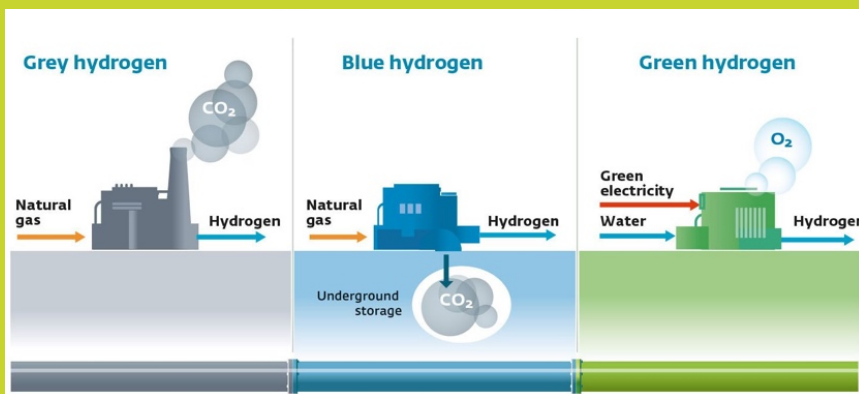 Grey hydrogen
CO₂
Natural
gas
Hydrogen
Blue hydrogen
Natural
gas
Hydrogen
Underground
storage
CO₂
Green hydrogen
O₂
Green
electricity
Water
Hydrogen